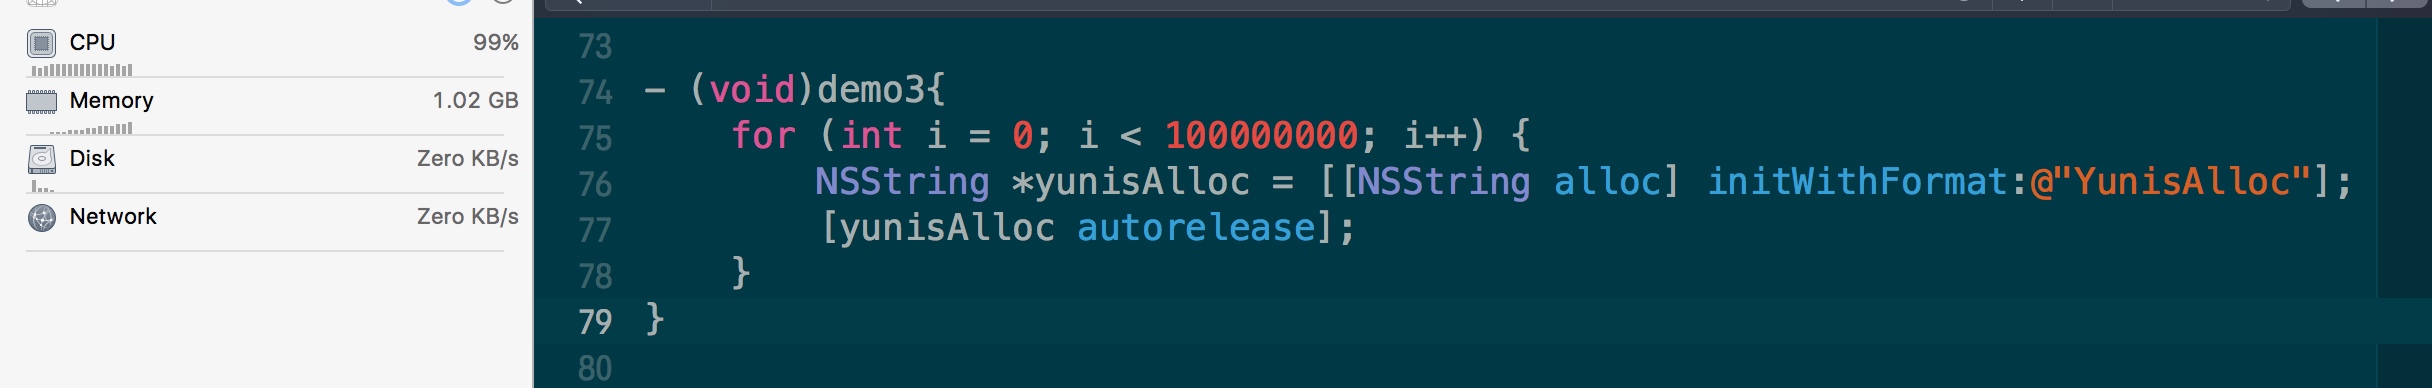 CPU 99%
Memory 1.02 GB
Disk Zero KB/s
Network Zero KB/s
73
74 - (void)demo3{
75 for (int i = 0; i < 100000000; i++) {
76 NSString *yunisAlloc = [[NSString alloc] initWithFormat:@"YunisAlloc"];
77 [yunisAlloc autorelease];
78 }
79 }
80